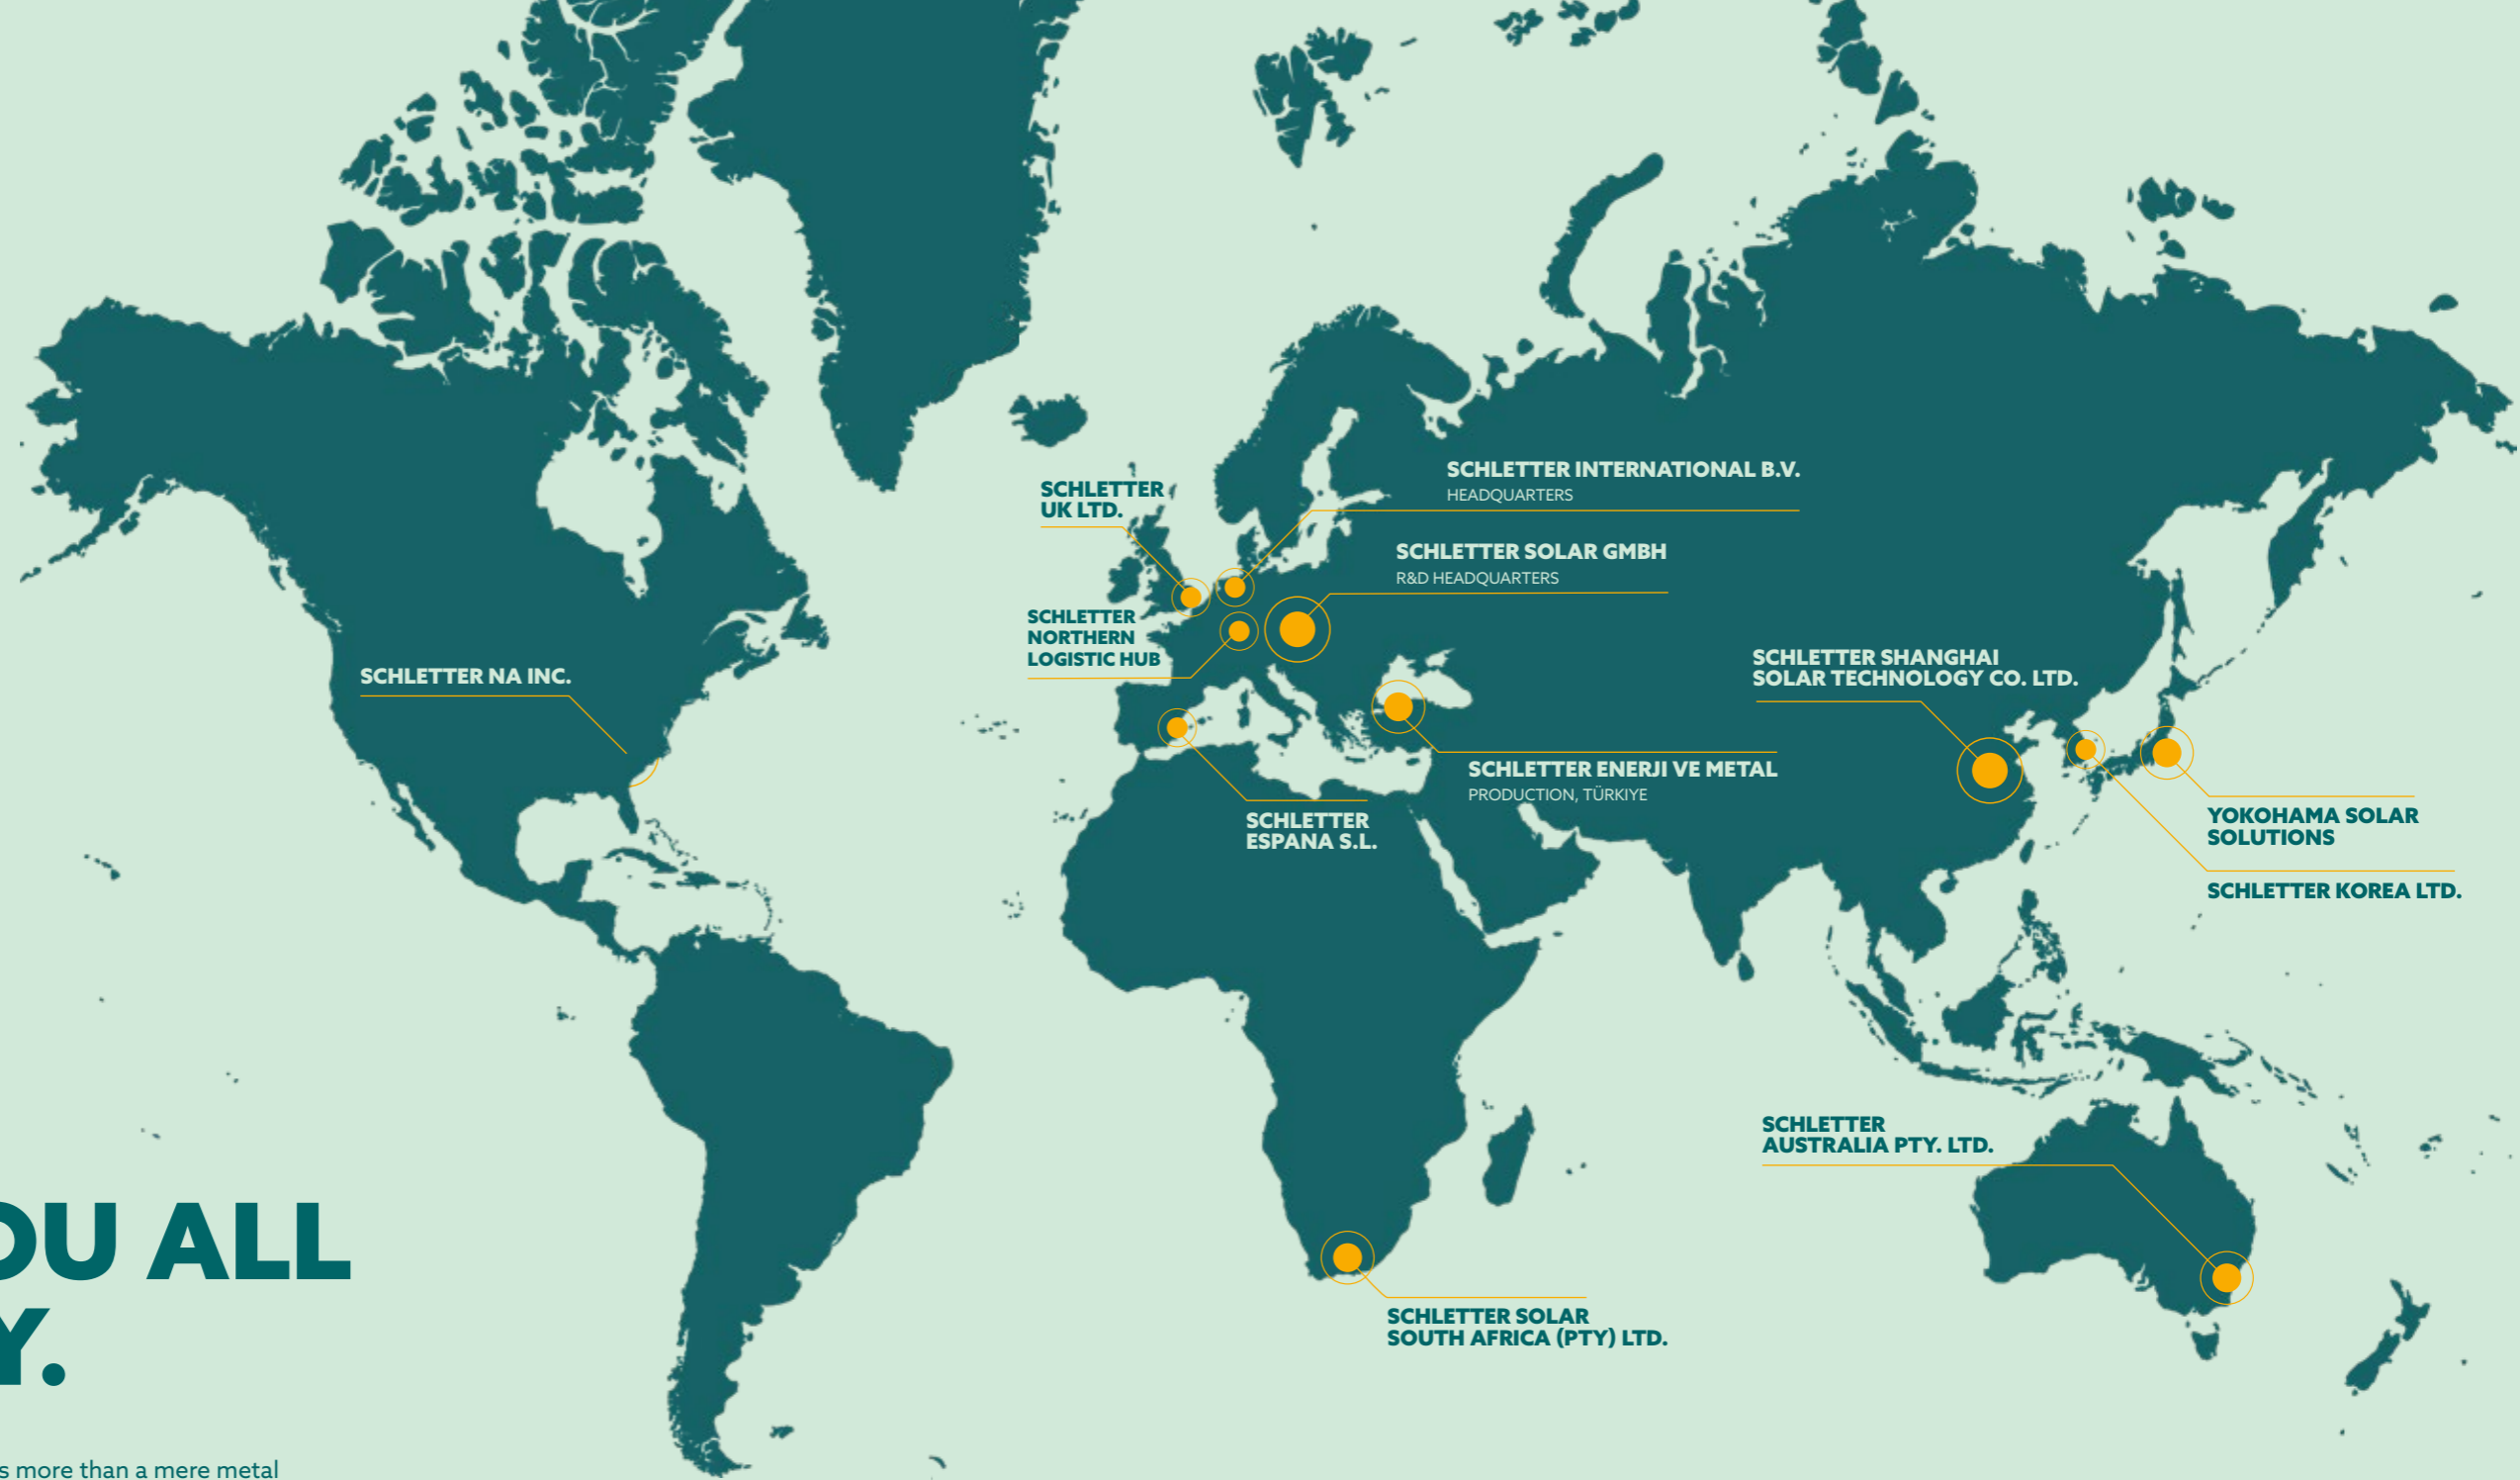 SCHLETTER INTERNATIONAL B.V.
HEADQUARTERS
SCHLETTER
UK LTD.
SCHLETTER SOLAR GMBH
R&D HEADQUARTERS
SCHLETTER
NORTHERN
LOGISTIC HUB
SCHLETTER NA INC.
SCHLETTER SHANGHAI
SOLAR TECHNOLOGY CO. LTD.
SCHLETTER ENERJI VE METAL
PRODUCTION, TÜRKIYE
SCHLETTER
ESPANA S.L.
YOKOHAMA SOLAR
SOLUTIONS
SCHLETTER KOREA LTD.
SCHLETTER
AUSTRALIA PTY. LTD.
SCHLETTER SOLAR
SOUTH AFRICA (PTY) LTD.
OU ALL
Y.
s more than a mere metal